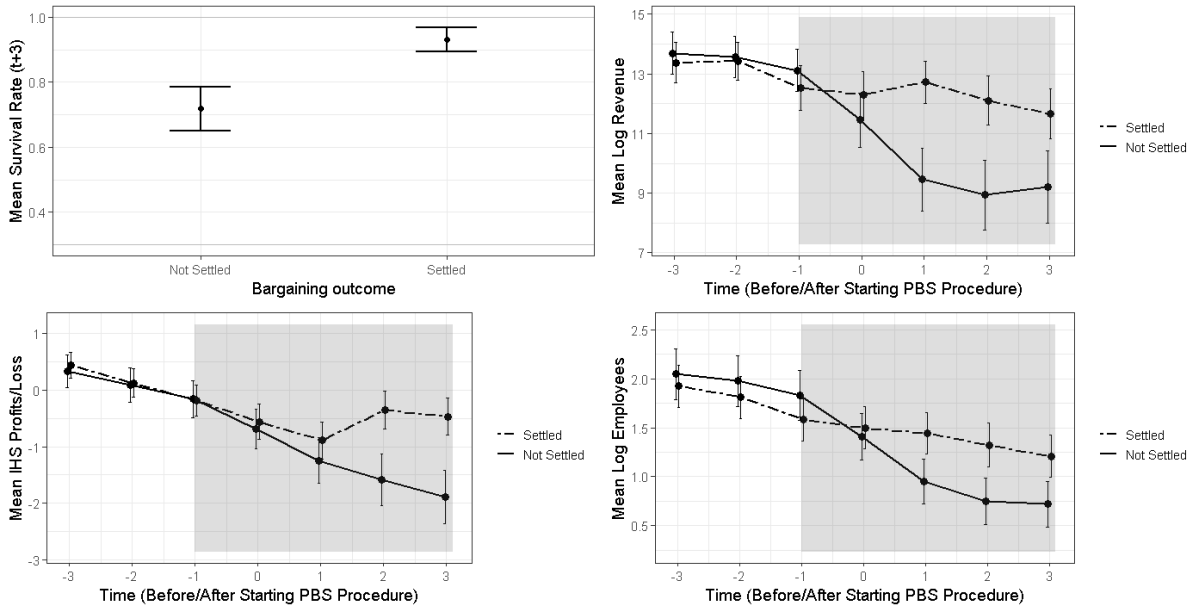 Mean Survival Rate (t+3)
1.0
0.8
0.6
0.4
Not Settled
Settled
Bargaining outcome
Mean Log Revenue
15
13
11
9
7
-3 -2 -1 0 1 2 3
Time (Before/After Starting PBS Procedure)
Settled
Not Settled
Mean IHS Profits/Loss
1
0
-1
-2
-3
-3 -2 -1 0 1 2 3
Time (Before/After Starting PBS Procedure)
Settled
Not Settled
Mean Log Employees
2.5
2.0
1.5
1.0
0.5
-3 -2 -1 0 1 2 3
Time (Before/After Starting PBS Procedure)
Settled
Not Settled